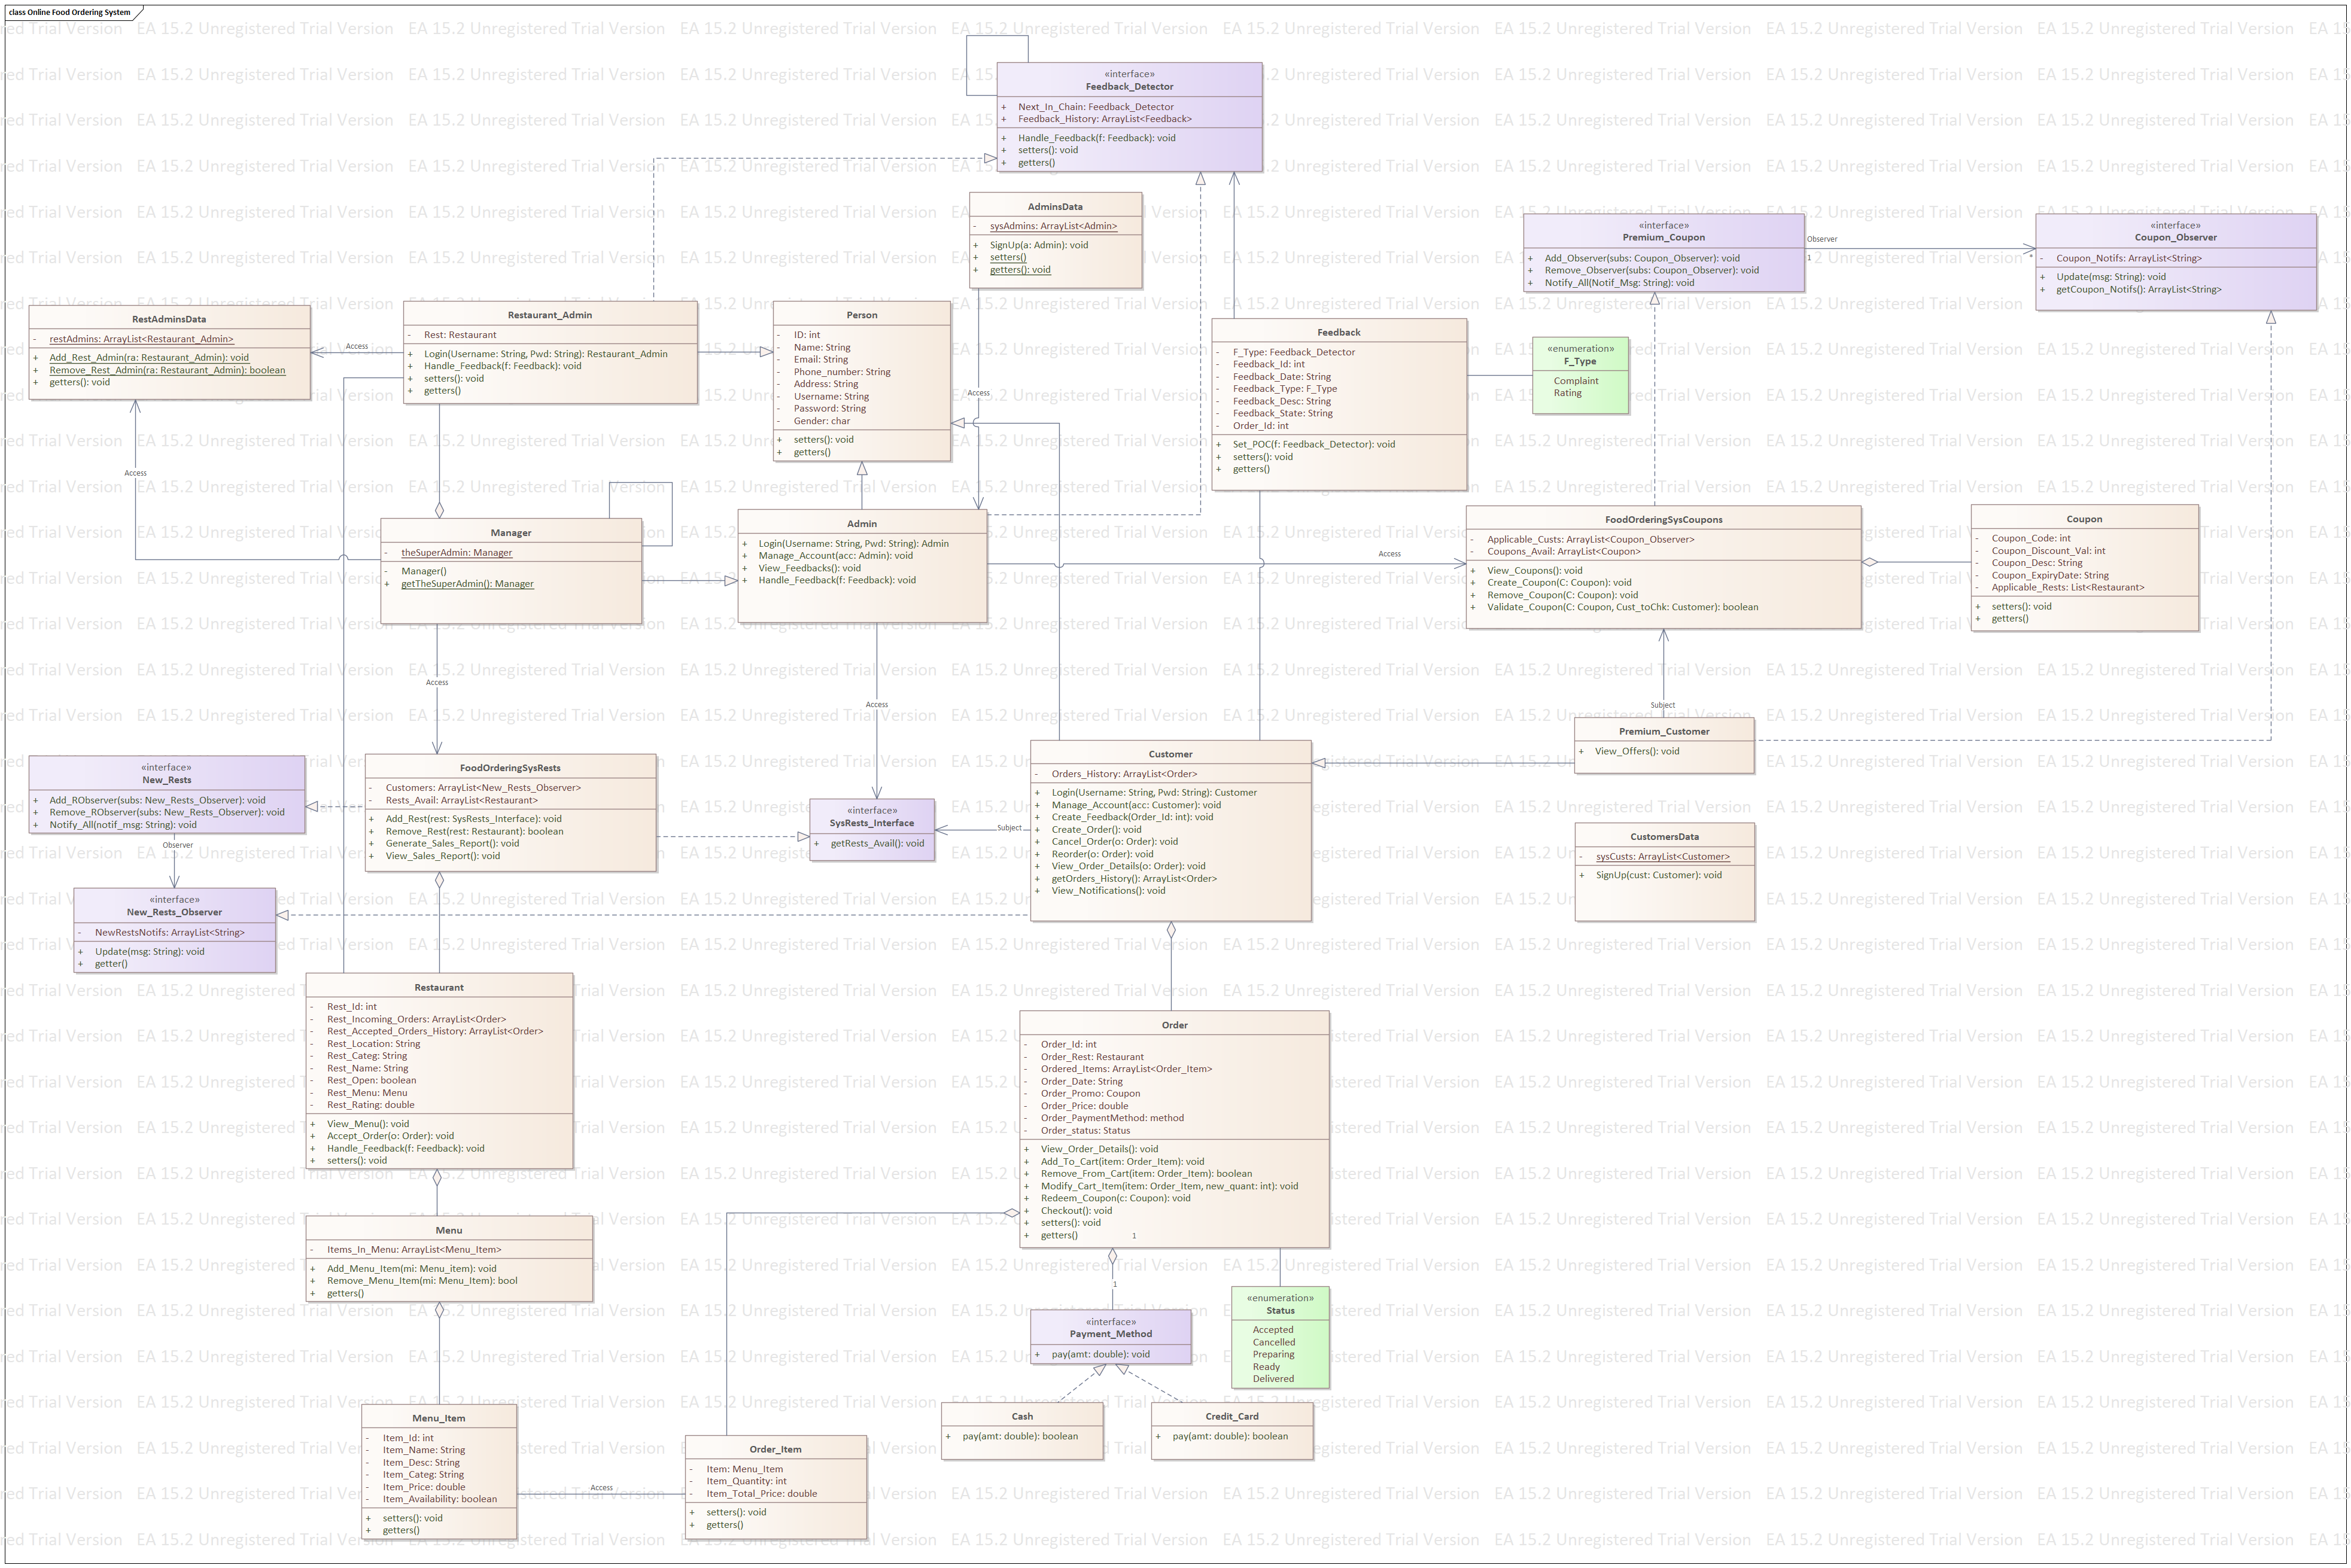 class Online Food Ordering System
EA 15.2 Unregistered Trial Version
«interface»
Feedback_Detector
+ Next_In_Chain: Feedback_Detector
+ Feedback_History: ArrayList<Feedback>
+ Handle_Feedback(f: Feedback): void
+ setters(): void
+ getters()
AdminsData
- sysAdmins: ArrayList<Admin>
+ SignUp(a: Admin): void
+ setters()
+ getters(): void
«interface»
Premium_Coupon
+ Add_Observer(subs: Coupon_Observer): void
+ Remove_Observer(subs: Coupon_Observer): void
+ Notify_All(Notif_Msg: String): void
Observer
1
*
«interface»
Coupon_Observer
- Coupon_Notifs: ArrayList<String>
+ Update(msg: String): void
+ getCoupon_Notifs(): ArrayList<String>
RestAdminsData
- restAdmins: ArrayList<Restaurant_Admin>
+ Add_Rest_Admin(ra: Restaurant_Admin): void
+ Remove_Rest_Admin(ra: Restaurant_Admin): boolean
+ getters(): void
Access
Restaurant_Admin
- Rest: Restaurant
+ Login(Username: String, Pwd: String): Restaurant_Admin
+ Handle_Feedback(f: Feedback): void
+ setters(): void
+ getters()
Person
- ID: int
- Name: String
- Email: String
- Phone_number: String
- Address: String
- Username: String
- Password: String
- Gender: char
+ setters(): void
+ getters()
Access
Feedback
- F_Type: Feedback_Detector
- Feedback_Id: int
- Feedback_Date: String
- Feedback_Type: F_Type
- Feedback_Desc: String
- Feedback_State: String
- Order_Id: int
+ Set_POC(f: Feedback_Detector): void
+ setters(): void
+ getters()
«enumeration»
F_Type
Complaint
Rating
Access
Manager
- theSuperAdmin: Manager
- Manager()
+ getTheSuperAdmin(): Manager
Admin
+ Login(Username: String, Pwd: String): Admin
+ Manage_Account(acc: Admin): void
+ View_Feedbacks(): void
+ Handle_Feedback(f: Feedback): void
Access
FoodOrderingSysCoupons
- Applicable_Custs: ArrayList<Coupon_Observer>
- Coupons_Avail: ArrayList<Coupon>
+ View_Coupons(): void
+ Create_Coupon(C: Coupon): void
+ Remove_Coupon(C: Coupon): void
+ Validate_Coupon(C: Coupon, Cust_toChk: Customer): boolean
Coupon
- Coupon_Code: int
- Coupon_Discount_Val: int
- Coupon_Desc: String
- Coupon_ExpiryDate: String
- Applicable_Rests: List<Restaurant>
+ setters(): void
+ getters()
Access
Access
Subject
Premium_Customer
+ View_Offers(): void
«interface»
New_Rests
+ Add_RObserver(subs: New_Rests_Observer): void
+ Remove_RObserver(subs: New_Rests_Observer): void
+ Notify_All(notif_msg: String): void
Observer
FoodOrderingSysRests
- Customers: ArrayList<New_Rests_Observer>
- Rests_Avail: ArrayList<Restaurant>
+ Add_Rest(rest: SysRests_Interface): void
+ Remove_Rest(rest: Restaurant): boolean
+ Generate_Sales_Report(): void
+ View_Sales_Report(): void
«interface»
SysRests_Interface
+ getRests_Avail(): void
Subject
Customer
- Orders_History: ArrayList<Order>
+ Login(Username: String, Pwd: String): Customer
+ Manage_Account(acc: Customer): void
+ Create_Feedback(Order_Id: int): void
+ Create_Order(): void
+ Cancel_Order(o: Order): void
+ Reorder(o: Order): void
+ View_Order_Details(o: Order): void
+ getOrders_History(): ArrayList<Order>
+ View_Notifications(): void
CustomersData
- sysCusts: ArrayList<Customer>
+ SignUp(cust: Customer): void
«interface»
New_Rests_Observer
- NewRestsNotifs: ArrayList<String>
+ Update(msg: String): void
+ getter()
Restaurant
- Rest_Id: int
- Rest_Incoming_Orders: ArrayList<Order>
- Rest_Accepted_Orders_History: ArrayList<Order>
- Rest_Location: String
- Rest_Categ: String
- Rest_Name: String
- Rest_Open: boolean
- Rest_Menu: Menu
- Rest_Rating: double
+ View_Menu(): void
+ Accept_Order(o: Order): void
+ Handle_Feedback(f: Feedback): void
+ setters(): void
Order
- Order_Id: int
- Order_Rest: Restaurant
- Ordered_Items: ArrayList<Order_Item>
- Order_Date: String
- Order_Promo: Coupon
- Order_Price: double
- Order_PaymentMethod: method
- Order_status: Status
+ View_Order_Details(): void
+ Add_To_Cart(item: Order_Item): void
+ Remove_From_Cart(item: Order_Item): boolean
+ Modify_Cart_Item(item: Order_Item, new_quant: int): void
+ Redeem_Coupon(c: Coupon): void
+ Checkout(): void
+ setters(): void
+ getters()
1
1
Menu
- Items_In_Menu: ArrayList<Menu_Item>
+ Add_Menu_Item(mi: Menu_item): void
+ Remove_Menu_Item(mi: Menu_Item): bool
+ getters()
«interface»
Payment_Method
+ pay(amt: double): void
«enumeration»
Status
Accepted
Cancelled
Preparing
Ready
Delivered
Cash
+ pay(amt: double): boolean
Credit_Card
+ pay(amt: double): boolean
Menu_Item
- Item_Id: int
- Item_Name: String
- Item_Desc: String
- Item_Categ: String
- Item_Price: double
- Item_Availability: boolean
+ setters(): void
+ getters()
Access
Order_Item
- Item: Menu_Item
- Item_Quantity: int
- Item_Total_Price: double
+ setters(): void
+ getters()